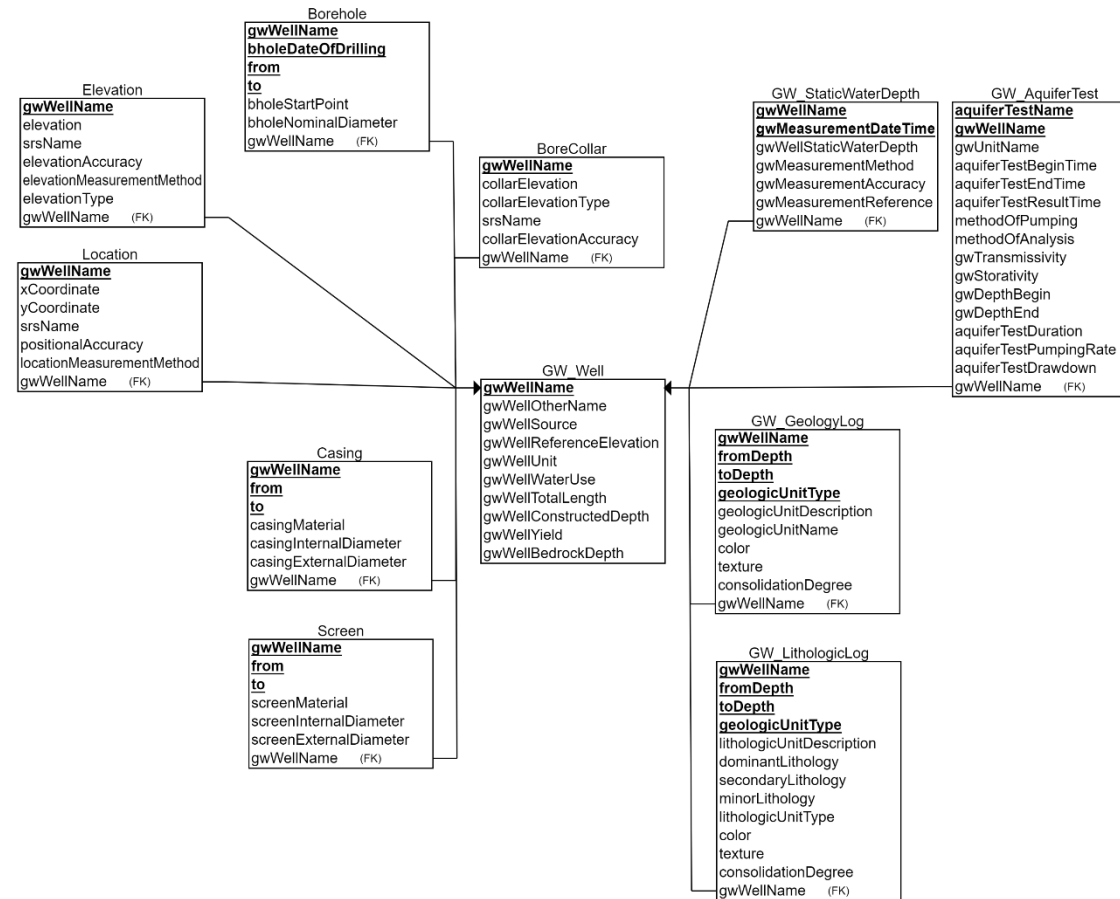 Borehole
gwWellName
bholeDateOfDrilling
from
to
bholeStartPoint
bholeNominalDiameter
gwWellName (FK)
Elevation
gwWellName
elevation
srsName
elevationAccuracy
elevationMeasurementMethod
elevationType
gwWellName (FK)
Location
gwWellName
xCoordinate
yCoordinate
srsName
positionalAccuracy
locationMeasurementMethod
gwWellName (FK)
BoreCollar
gwWellName
collarElevation
collarElevationType
srsName
collarElevationAccuracy
gwWellName (FK)
GW_StaticWaterDepth
gwWellName
gwMeasurementDateTime
gwWellStaticWaterDepth
gwMeasurementMethod
gwMeasurementAccuracy
gwMeasurementReference
gwWellName (FK)
GW_AquiferTest
aquiferTestName
gwWellName
gwUnitName
aquiferTestBeginTime
aquiferTestEndTime
aquiferTestResultTime
methodOfPumping
methodOfAnalysis
gwTransmissivity
gwStorativity
gwDepthBegin
gwDepthEnd
aquiferTestDuration
aquiferTestPumpingRate
aquiferTestDrawdown
gwWellName (FK)
GW_Well
gwWellName
gwWellOtherName
gwWellSource
gwWellReferenceElevation
gwWellUnit
gwWellWaterUse
gwWellTotalLength
gwWellConstructedDepth
gwWellYield
gwWellBedrockDepth
Casing
gwWellName
from
to
casingMaterial
casingInternalDiameter
casingExternalDiameter
gwWellName (FK)
Screen
gwWellName
from
to
screenMaterial
screenInternalDiameter
screenExternalDiameter
gwWellName (FK)
GW_GeologyLog
gwWellName
fromDepth
toDepth
geologicUnitType
geologicUnitDescription
geologicUnitName
color
texture
consolidationDegree
gwWellName (FK)
GW_LithologicLog
gwWellName
fromDepth
toDepth
geologicUnitType
lithologicUnitDescription
dominantLithology
secondaryLithology
minorLithology
lithologicUnitType
color
texture
consolidationDegree
gwWellName (FK)